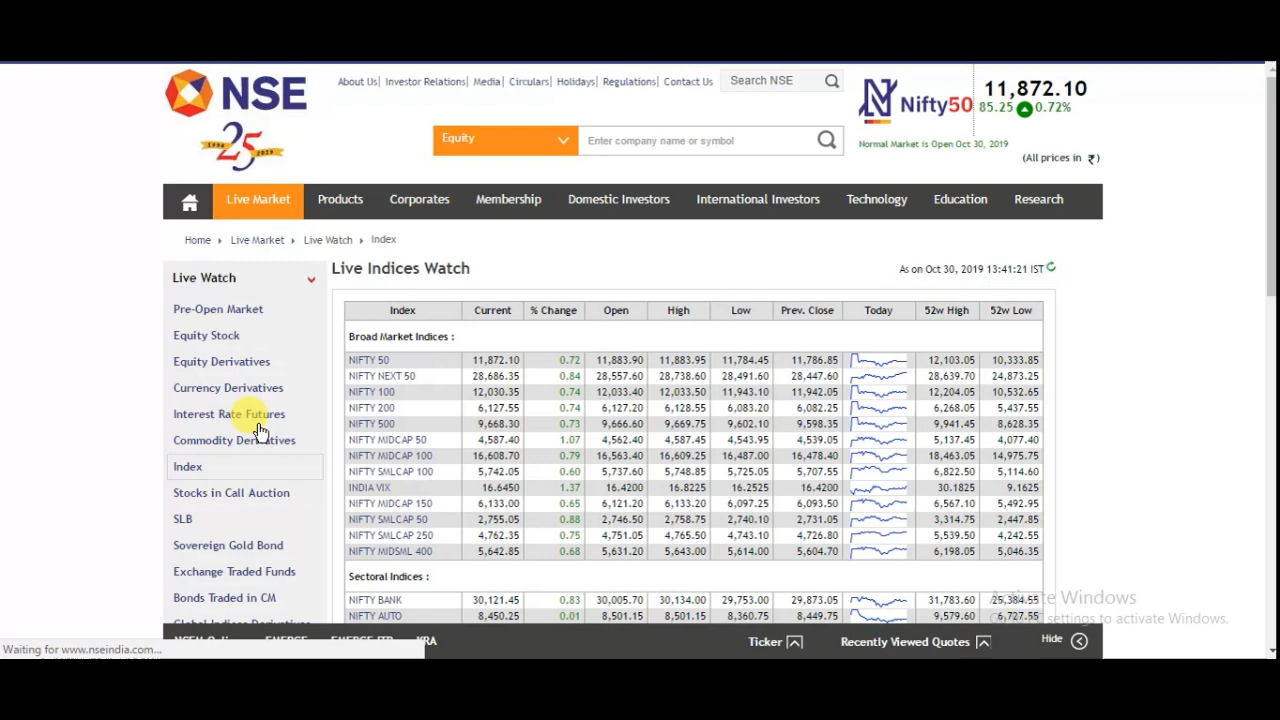 NSE
25
1994 2019
About Us| Investor Relations| Media| Circulars| Holidays| Regulations| Contact Us
Search NSE
Nifty50
11,872.10
85.25 0.72%
Normal Market is Open Oct 30, 2019
(All prices in ₹)
Equity Enter company name or symbol
Live Market Products Corporates Membership Domestic Investors International Investors Technology Education Research
Home Live Market Live Watch Index
Live Watch
Pre-Open Market
Equity Stock
Equity Derivatives
Currency Derivatives
Interest Rate Futures
Commodity Derivatives
Index
Stocks in Call Auction
SLB
Sovereign Gold Bond
Exchange Traded Funds
Bonds Traded in CM
Global Indices Derivatives
Live Indices Watch
As on Oct 30, 2019 13:41:21 IST
Index Current % Change Open High Low Prev. Close Today 52w High 52w Low
Broad Market Indices :
NIFTY 50 11,872.10 0.72 11,883.90 11,883.95 11,784.45 11,786.85 12,103.05 10,333.85
NIFTY NEXT 50 28,686.35 0.84 28,557.60 28,738.60 28,491.60 28,447.60 28,639.70 24,873.25
NIFTY 100 12,030.35 0.74 12,033.40 12,033.50 11,943.10 11,942.05 12,204.05 10,532.65
NIFTY 200 6,127.55 0.74 6,127.20 6,128.55 6,083.20 6,082.25 6,268.05 5,437.55
NIFTY 500 9,668.30 0.73 9,666.60 9,669.75 9,602.10 9,598.35 9,941.45 8,628.35
NIFTY MIDCAP 50 4,587.40 1.07 4,562.40 4,587.45 4,543.95 4,539.05 5,137.45 4,077.40
NIFTY MIDCAP 100 16,608.70 0.79 16,563.40 16,609.25 16,487.00 16,478.40 18,463.05 14,975.75
NIFTY SMLCAP 100 5,742.05 0.60 5,737.60 5,748.85 5,725.05 5,707.55 6,822.50 5,114.60
INDIA VIX 16.6450 1.37 16.4200 16.8225 16.2525 16.4200 30.1825 9.1625
NIFTY MIDCAP 150 6,133.00 0.65 6,121.20 6,133.20 6,097.25 6,093.50 6,567.10 5,492.95
NIFTY SMLCAP 50 2,755.05 0.88 2,746.50 2,758.75 2,740.10 2,731.05 3,314.75 2,447.85
NIFTY SMLCAP 250 4,762.35 0.75 4,751.05 4,765.50 4,743.10 4,726.80 5,539.50 4,242.55
NIFTY MIDSML 400 5,642.85 0.68 5,631.20 5,643.00 5,614.00 5,604.70 6,198.05 5,046.35
Sectoral Indices :
NIFTY BANK 30,121.45 0.83 30,005.70 30,134.00 29,753.00 29,873.05 31,783.60 25,384.55
NIFTY AUTO 8,450.25 0.01 8,501.15 8,501.15 8,360.75 8,449.75 9,579.60 6,727.55
Activate Windows
settings to activate Windows.
EMERGE EMERGE ITP KRA Ticker Recently Viewed Quotes Hide
Waiting for www.nseindia.com...